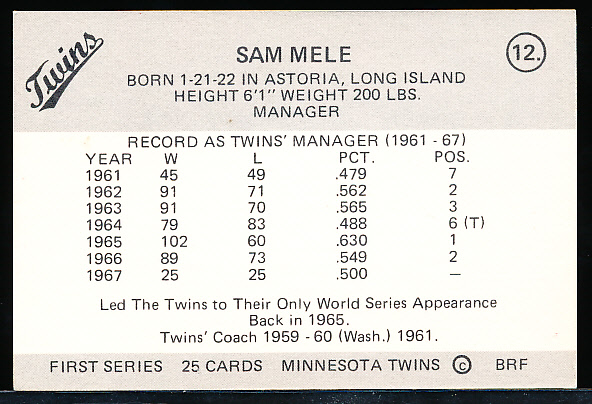 Twins
12.
SAM MELE
BORN 1-21-22 IN ASTORIA, LONG ISLAND
HEIGHT 6'1" WEIGHT 200 LBS.
MANAGER
RECORD AS TWINS' MANAGER (1961 - 67)
YEAR W L PCT. POS.
1961 45 49 .479 7
1962 91 71 .562 2
1963 91 70 .565 3
1964 79 83 .488 6 (T)
1965 102 60 .630 1
1966 89 73 .549 2
1967 25 25 .500 —
Led The Twins to Their Only World Series Appearance
Back in 1965.
Twins' Coach 1959 - 60 (Wash.) 1961.
FIRST SERIES 25 CARDS MINNESOTA TWINS © BRF